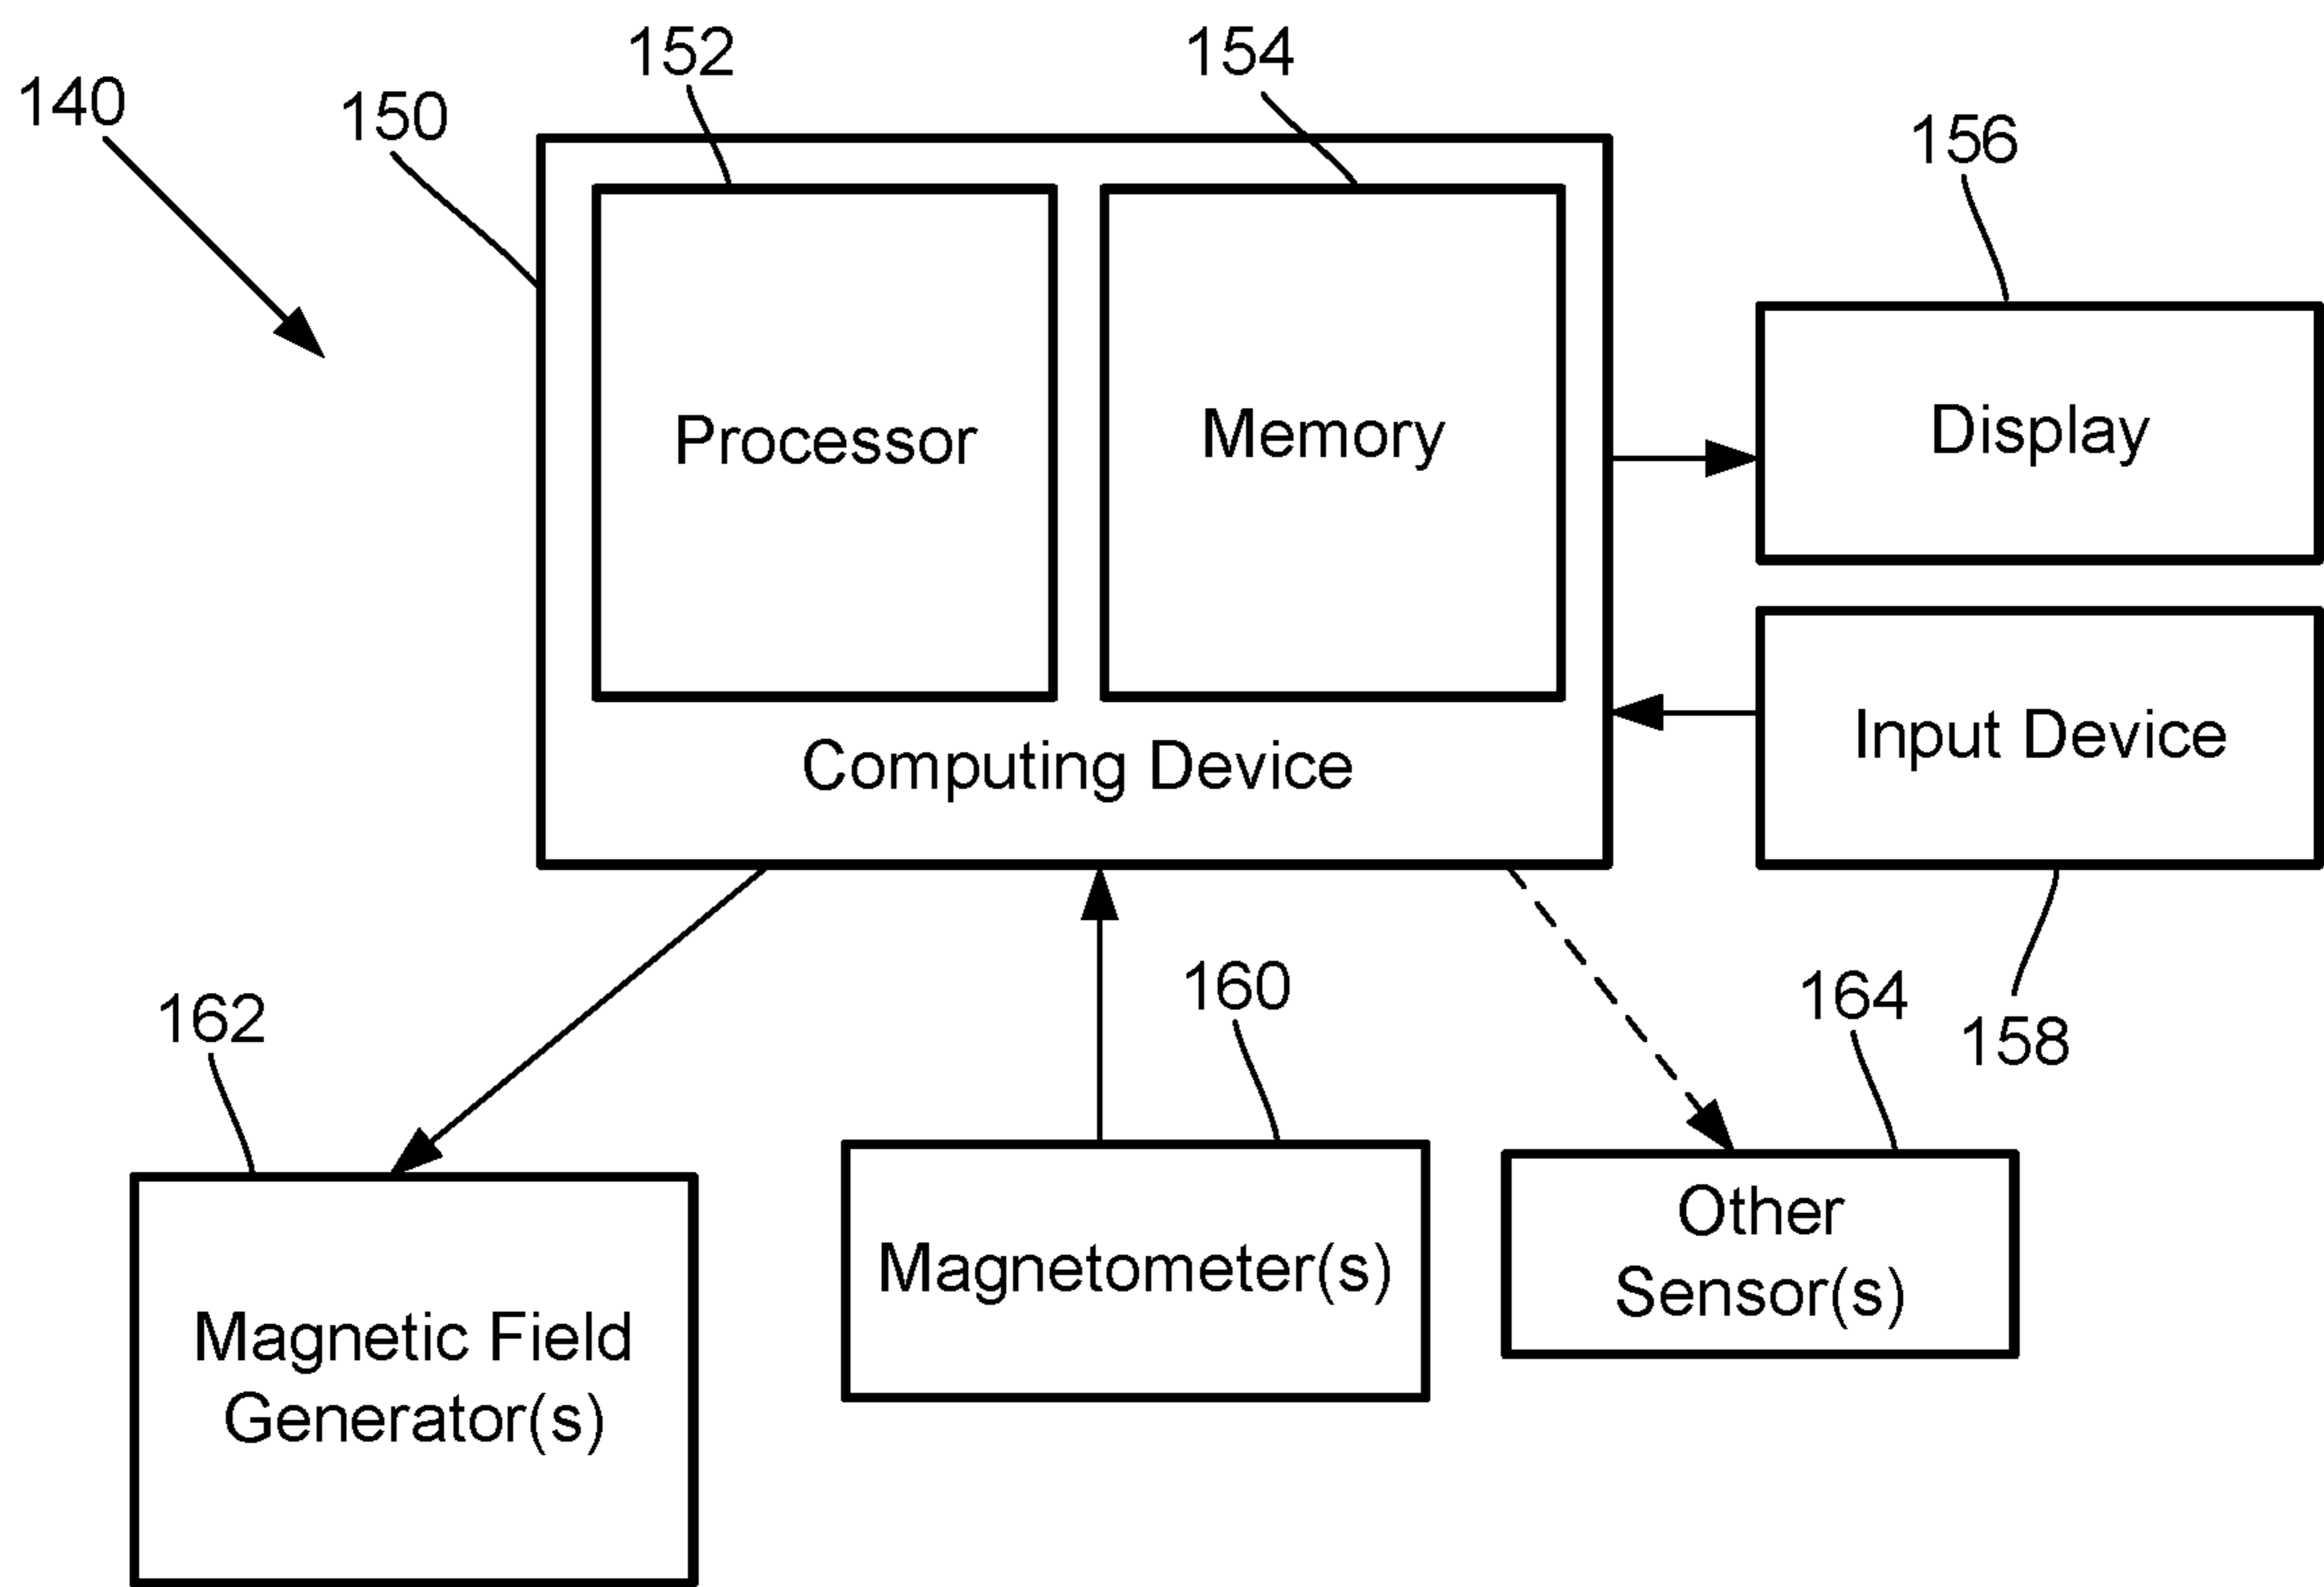 152
154
140
150
156
Processor
Memory
Display
Input Device
Computing Device
160
164
162
158
Other
Sensor(s)
Magnetometer(s)
Magnetic Field
Generator(s)